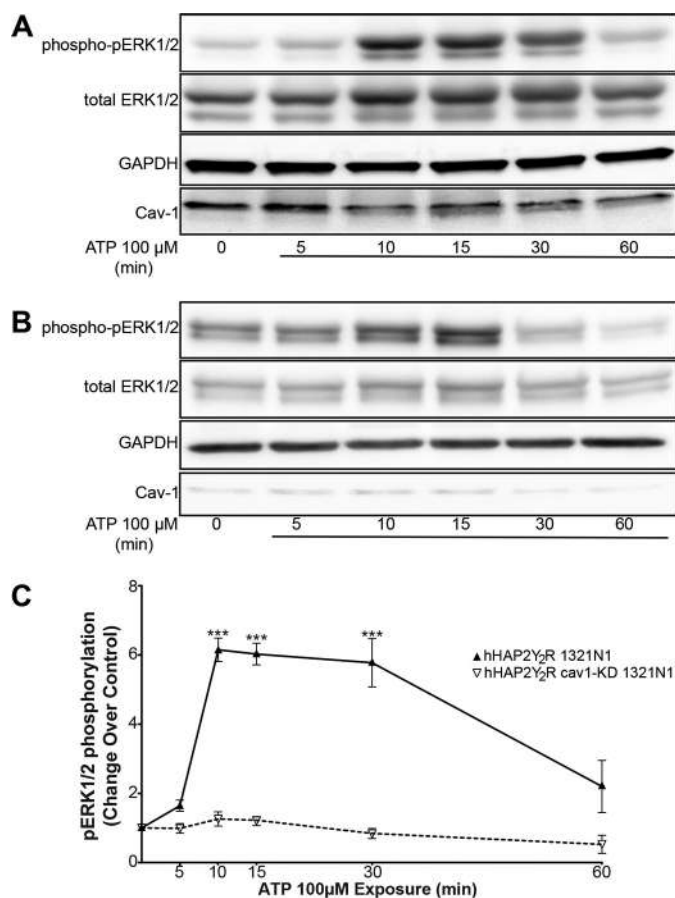 A
phospho-pERK1/2
total ERK1/2
GAPDH
Cav-1
ATP 100 µM 0 5 10 15 30 60
(min)
B
phospho-pERK1/2
total ERK1/2
GAPDH
Cav-1
ATP 100 µM 0 5 10 15 30 60
(min)
C
pERK1/2 phosphorylation
(Change Over Control)
8
6
4
2
0
*** *** ***
hHAP2Y₂R 1321N1
hHAP2Y₂R cav1-KD 1321N1
5 10 15 30 60
ATP 100µM Exposure (min)